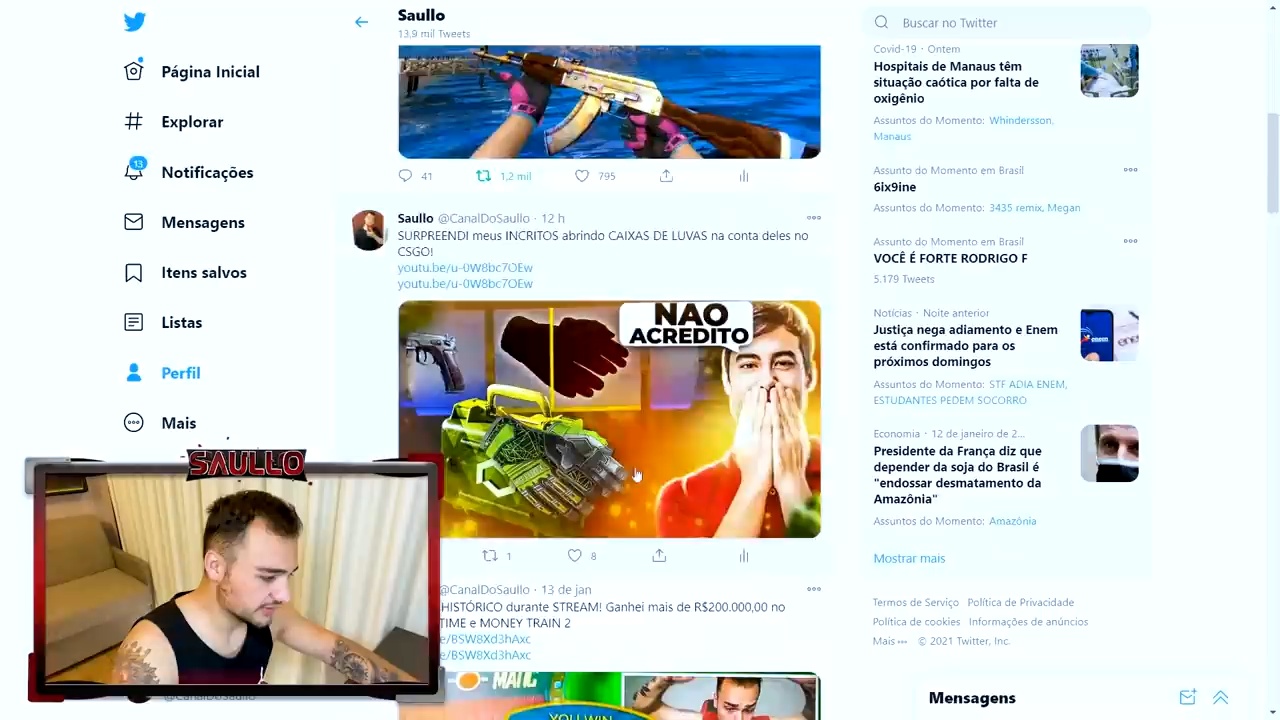 Página Inicial
Explorar
13
Notificações
Mensagens
Itens salvos
Listas
Perfil
Mais
SAULLO
@CanalDoSaullo
Saullo
13,9 mil Tweets
41
1,2 mil
795
Saullo @CanalDoSaullo · 12 h
SURPREENDI meus INCRITOS abrindo CAIXAS DE LUVAS na conta deles no
CSGO!
youtu.be/u-0W8bc7OEw
youtu.be/u-0W8bc7OEw
NAO
ACREDITO
1
8
@CanalDoSaullo · 13 de jan
HISTÓRICO durante STREAM! Ganhei mais de R$200.000,00 no
TIME e MONEY TRAIN 2
e/BSW8Xd3hAxc
e/BSW8Xd3hAxc
YOU WIN
Buscar no Twitter
Covid-19 · Ontem
Hospitais de Manaus têm
situação caótica por falta de
oxigênio
Assuntos do Momento: Whindersson,
Manaus
Assunto do Momento em Brasil
6ix9ine
Assuntos do Momento: 3435 remix, Megan
Assunto do Momento em Brasil
VOCÊ É FORTE RODRIGO F
5.179 Tweets
Notícias · Noite anterior
Justiça nega adiamento e Enem
está confirmado para os
próximos domingos
Assuntos do Momento: STF ADIA ENEM,
ESTUDANTES PEDEM SOCORRO
enem
Economia · 12 de janeiro de 2...
Presidente da França diz que
depender da soja do Brasil é
"endossar desmatamento da
Amazônia"
Assuntos do Momento: Amazônia
Mostrar mais
Termos de Serviço Política de Privacidade
Política de cookies Informações de anúncios
Mais ••• © 2021 Twitter, Inc.
Mensagens